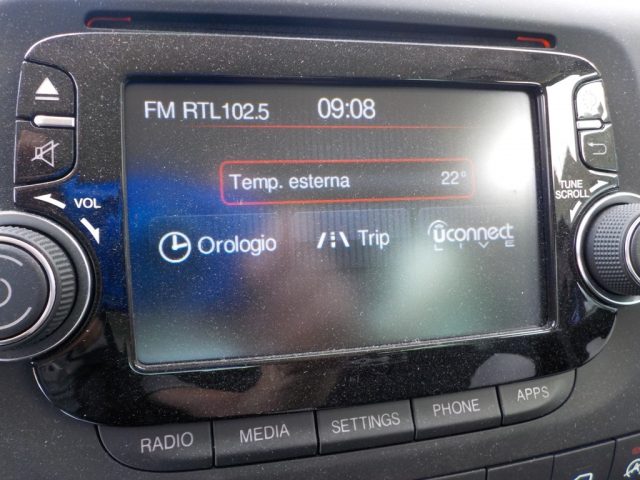 FM RTL102.5 09:08
Temp. esterna 22°
Orologio Trip Uconnect
LIVE
VOL
TUNE
SCROLL
RADIO MEDIA SETTINGS PHONE APPS